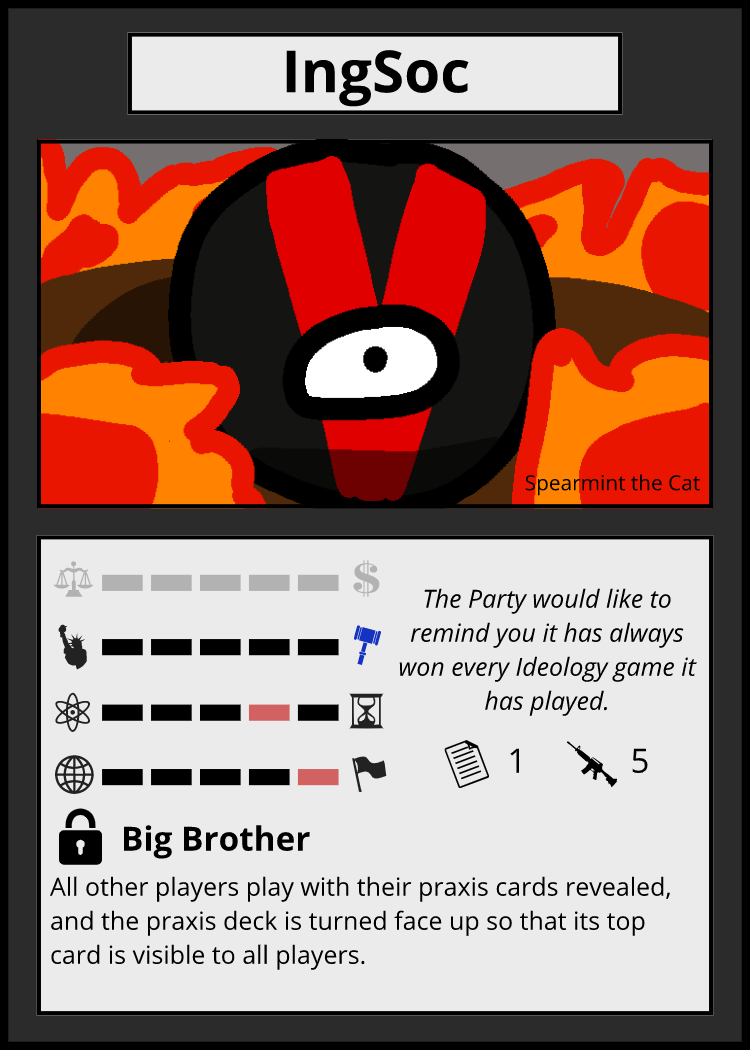 IngSoc
Spearmint the Cat
$
The Party would like to
remind you it has always
won every Ideology game it
has played.
1 5
Big Brother
All other players play with their praxis cards revealed,
and the praxis deck is turned face up so that its top
card is visible to all players.